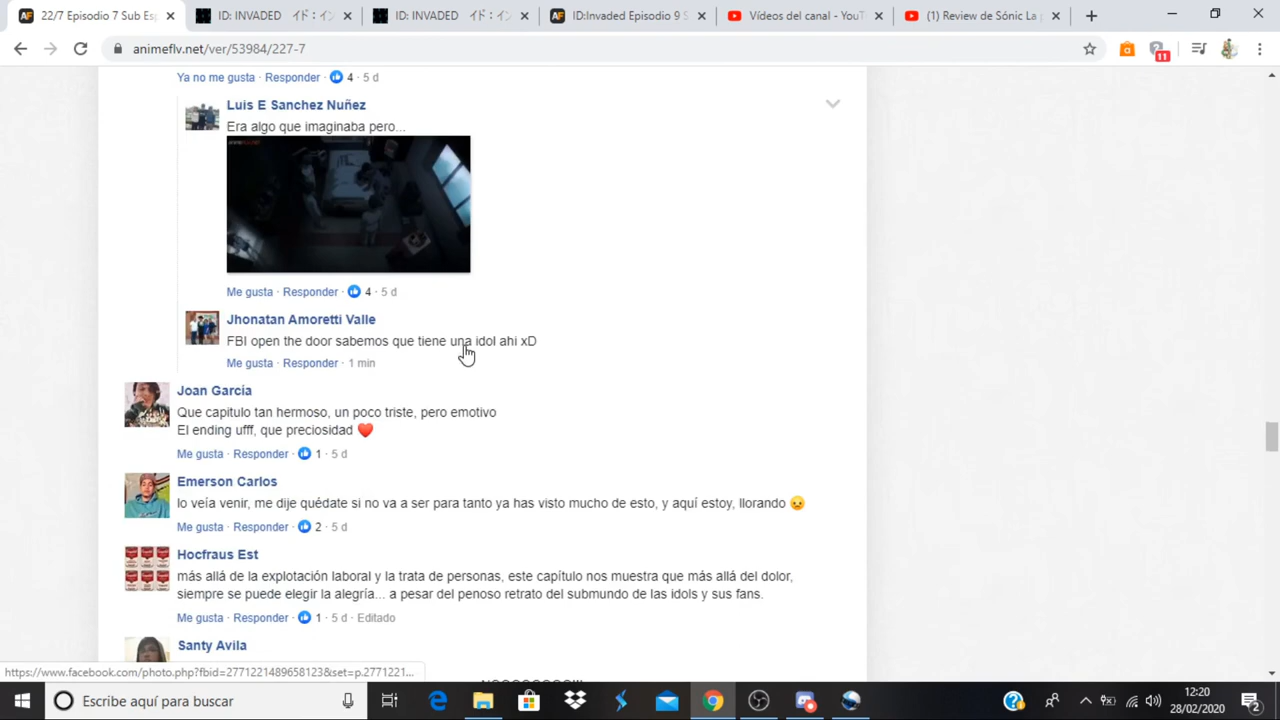 22/7 Episodio 7 Sub Es
ID: INVADED イド：イン
ID: INVADED イド：イン
ID:Invaded Episodio 9 S
Vídeos del canal - YouT
(1) Review de Sónic La p
animeflv.net/ver/53984/227-7
11
Ya no me gusta · Responder · 4 · 5 d
Luis E Sanchez Nuñez
Era algo que imaginaba pero...
Me gusta · Responder · 4 · 5 d
Jhonatan Amoretti Valle
FBI open the door sabemos que tiene una idol ahi xD
Me gusta · Responder · 1 min
Joan García
Que capitulo tan hermoso, un poco triste, pero emotivo
El ending ufff, que preciosidad ❤️
Me gusta · Responder · 1 · 5 d
Emerson Carlos
lo veía venir, me dije quédate si no va a ser para tanto ya has visto mucho de esto, y aquí estoy, llorando 😣
Me gusta · Responder · 2 · 5 d
Hocfraus Est
más allá de la explotación laboral y la trata de personas, este capítulo nos muestra que más allá del dolor,
siempre se puede elegir la alegría... a pesar del penoso retrato del submundo de las idols y sus fans.
Me gusta · Responder · 1 · 5 d · Editado
Santy Avila
https://www.facebook.com/photo.php?fbid=2771221489658123&set=p.2771221...
Escribe aquí para buscar
12:20
28/02/2020
2